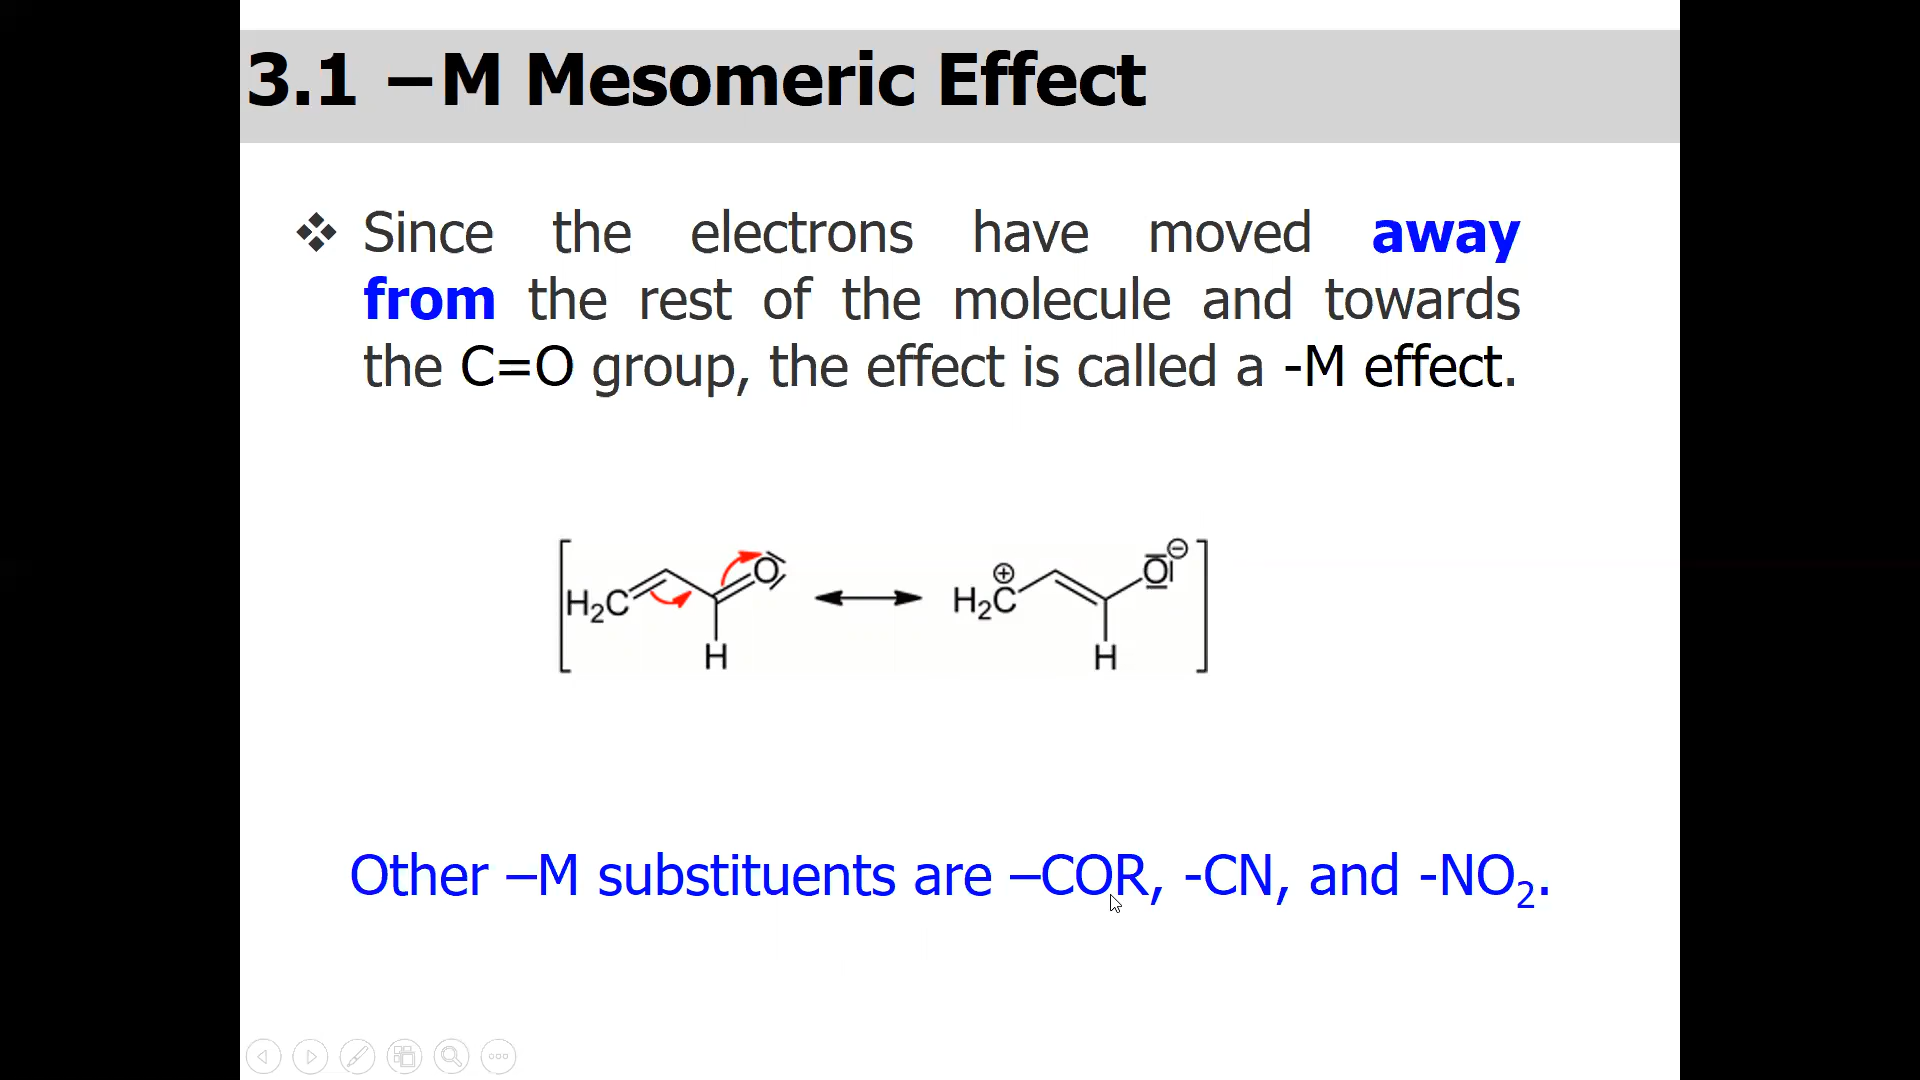 3.1 –M Mesomeric Effect
❖ Since the electrons have moved away
from the rest of the molecule and towards
the C=O group, the effect is called a -M effect.
H₂C O H H₂C ⊕ O ⊖ H
Other –M substituents are –COR, -CN, and -NO₂.